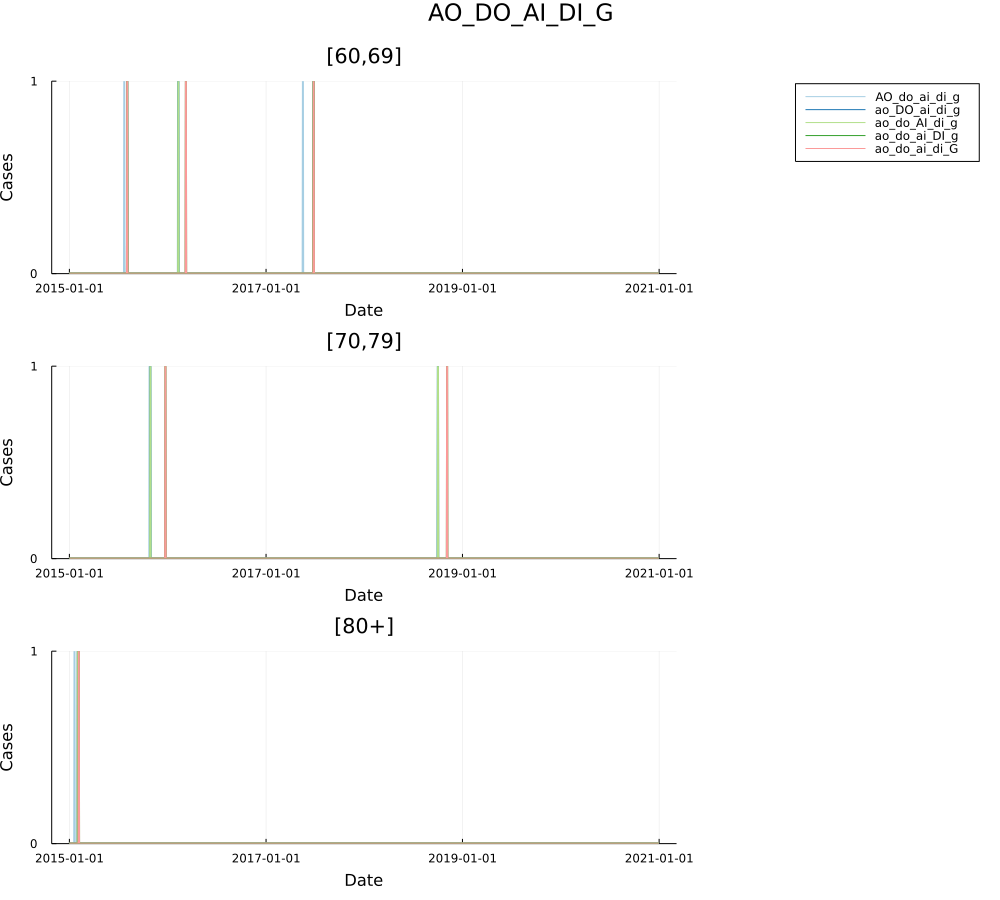 AO_DO_AI_DI_G
[60,69]
AO_do_ai_di_g
ao_DO_ai_di_g
ao_do_AI_di_g
ao_do_ai_DI_g
ao_do_ai_di_G
Cases
1
0
2015-01-01 2017-01-01 2019-01-01 2021-01-01
Date
[70,79]
Cases
1
0
2015-01-01 2017-01-01 2019-01-01 2021-01-01
Date
[80+]
Cases
1
0
2015-01-01 2017-01-01 2019-01-01 2021-01-01
Date